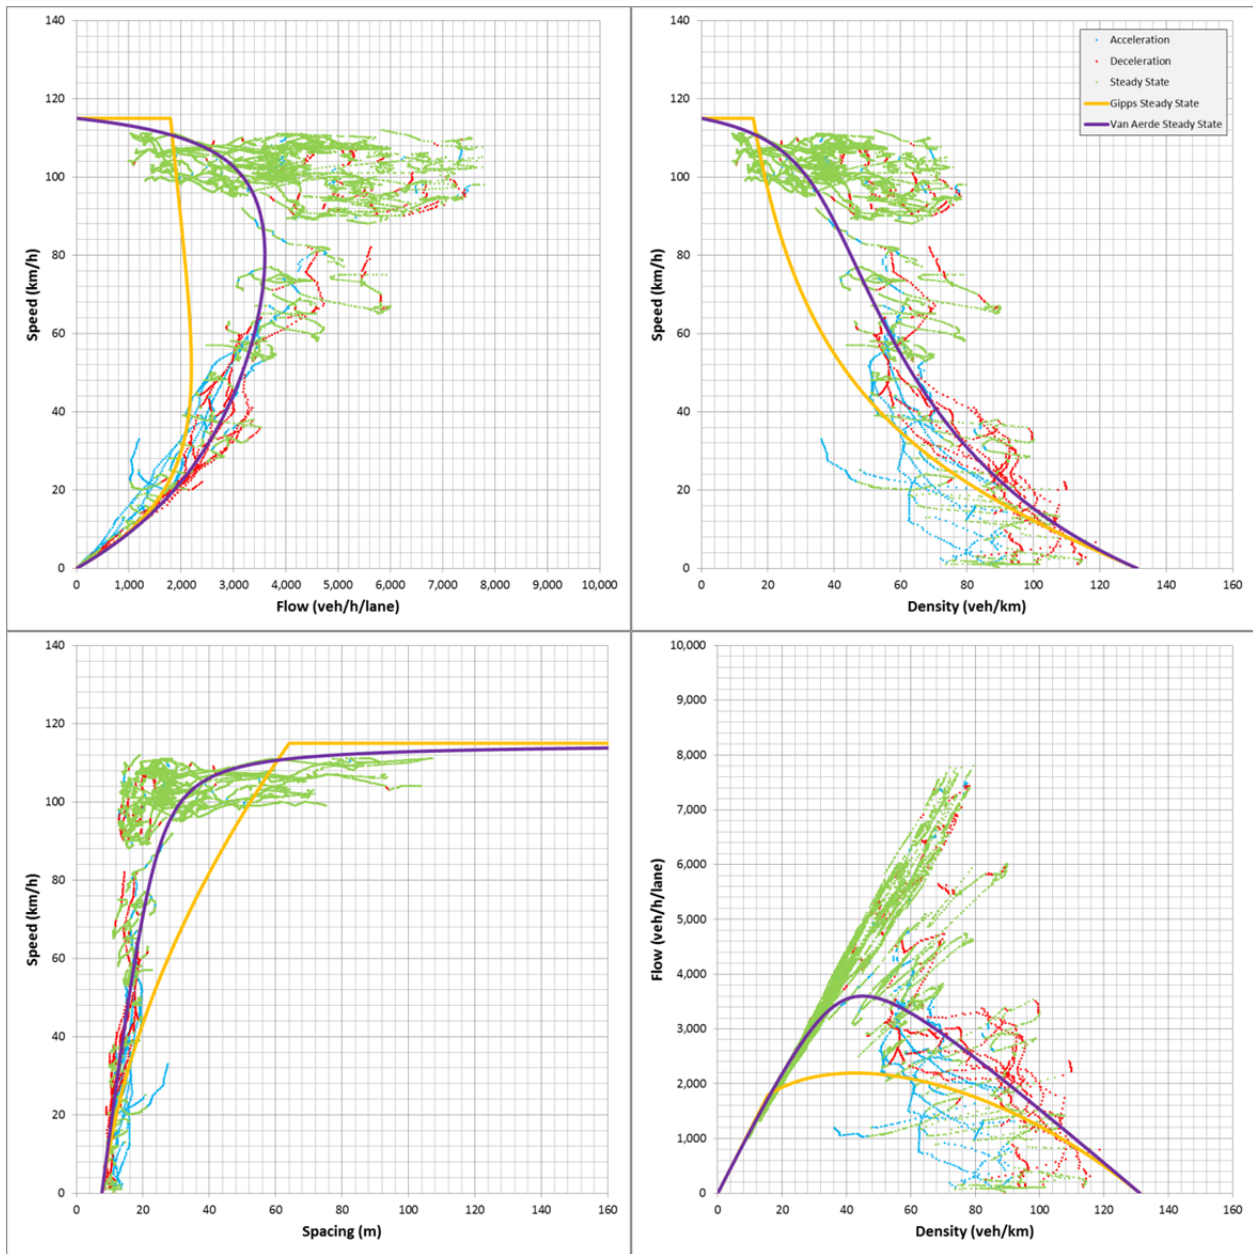 140
120
100
80
60
40
20
0
Speed (km/h)
0 1,000 2,000 3,000 4,000 5,000 6,000 7,000 8,000 9,000 10,000
Flow (veh/h/lane)
140
120
100
80
60
40
20
0
Speed (km/h)
Acceleration
Deceleration
Steady State
Gipps Steady State
Van Aerde Steady State
0 20 40 60 80 100 120 140 160
Density (veh/km)
140
120
100
80
60
40
20
0
Speed (km/h)
0 20 40 60 80 100 120 140 160
Spacing (m)
10,000
9,000
8,000
7,000
6,000
5,000
4,000
3,000
2,000
1,000
0
Flow (veh/h/lane)
0 20 40 60 80 100 120 140 160
Density (veh/km)